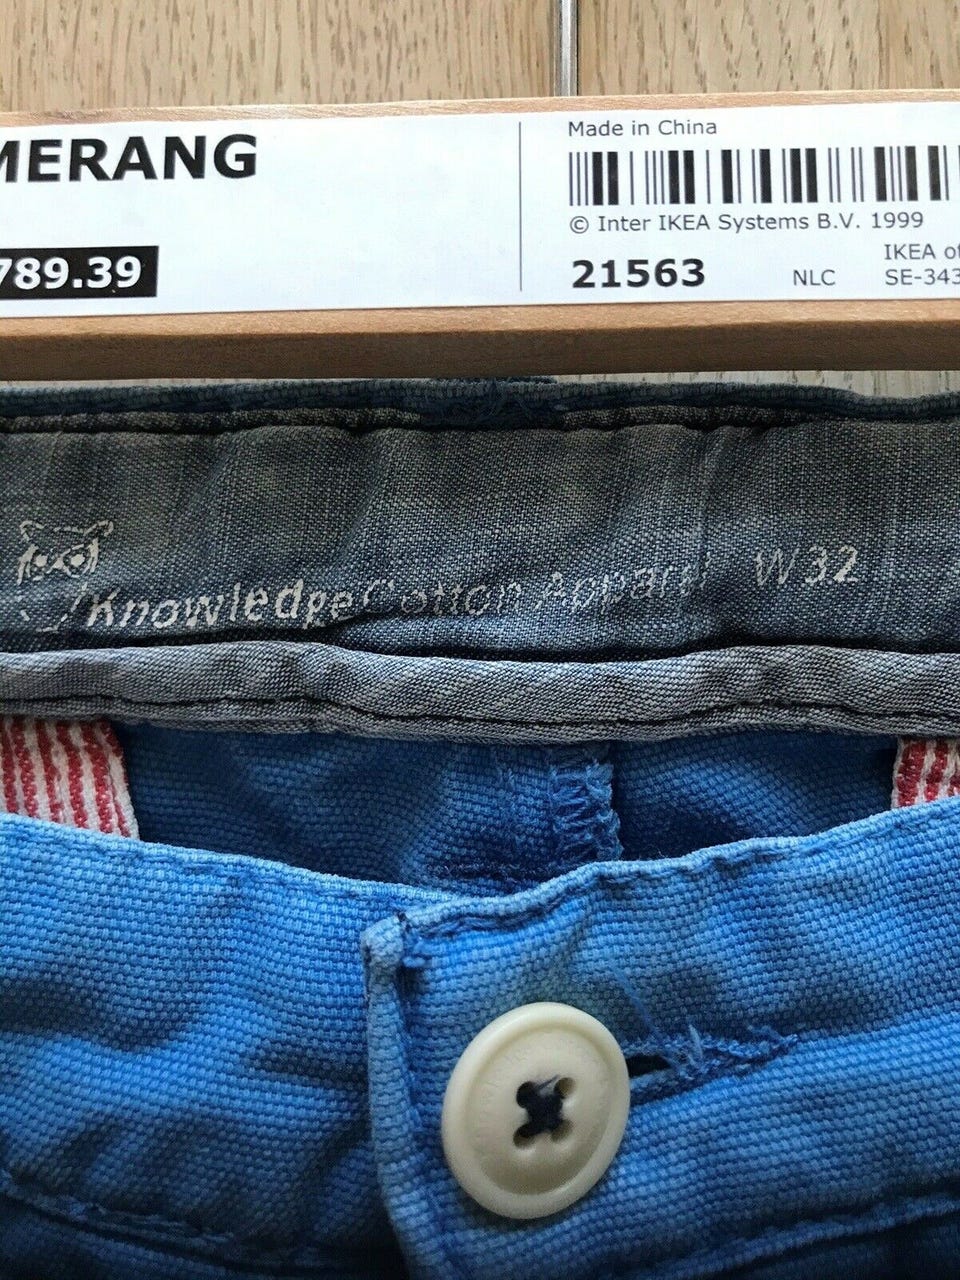 MERANG
789.39
Made in China
© Inter IKEA Systems B.V. 1999
21563
NLC
IKEA of
SE-343
KnowledgeCotton Apparel W32